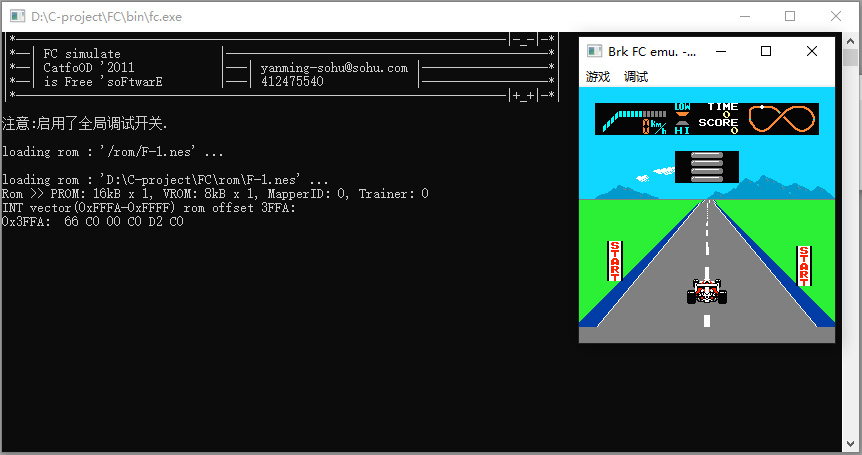 D:\C-project\FC\bin\fc.exe
|*—————————————————————|-_-|-*|
*—| FC simulate |—————————————*
*—| CatfoOD '2011 |——| yanming-sohu@sohu.com |————————*
*—| is Free 'soFtwarE |——| 412475540 |————————*
|*—————————————————————|+_+|-*|
注意:启用了全局调试开关.
loading rom : '/rom/F-1.nes' ...
loading rom : 'D:\C-project\FC\rom\F-1.nes' ...
Rom >> PROM: 16kB x 1, VROM: 8kB x 1, MapperID: 0, Trainer: 0
INT vector(0xFFFA-0xFFFF) rom offset 3FFA:
0x3FFA: 66 C0 00 C0 D2 C0
Brk FC emu. -...
游戏 调试
LOW TIME
0
0 Km/h SCORE
HI 0
START
START